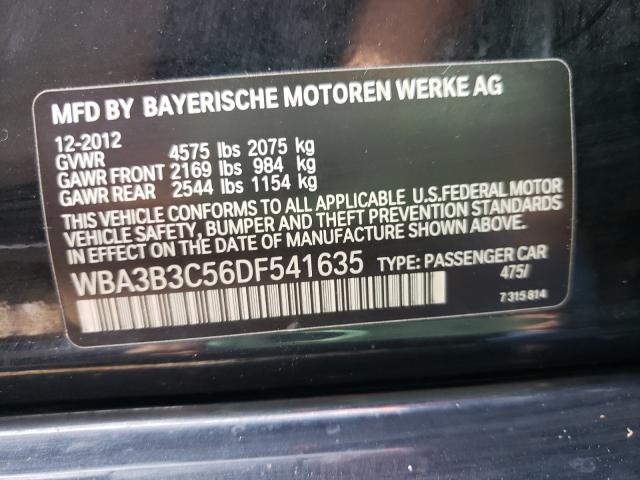 MFD BY BAYERISCHE MOTOREN WERKE AG
12-2012
GVWR 4575 lbs 2075 kg
GAWR FRONT 2169 lbs 984 kg
GAWR REAR 2544 lbs 1154 kg
THIS VEHICLE CONFORMS TO ALL APPLICABLE U.S.FEDERAL MOTOR
VEHICLE SAFETY, BUMPER AND THEFT PREVENTION STANDARDS
IN EFFECT ON THE DATE OF MANUFACTURE SHOWN ABOVE.
WBA3B3C56DF541635 TYPE: PASSENGER CAR
475/
7 315 814